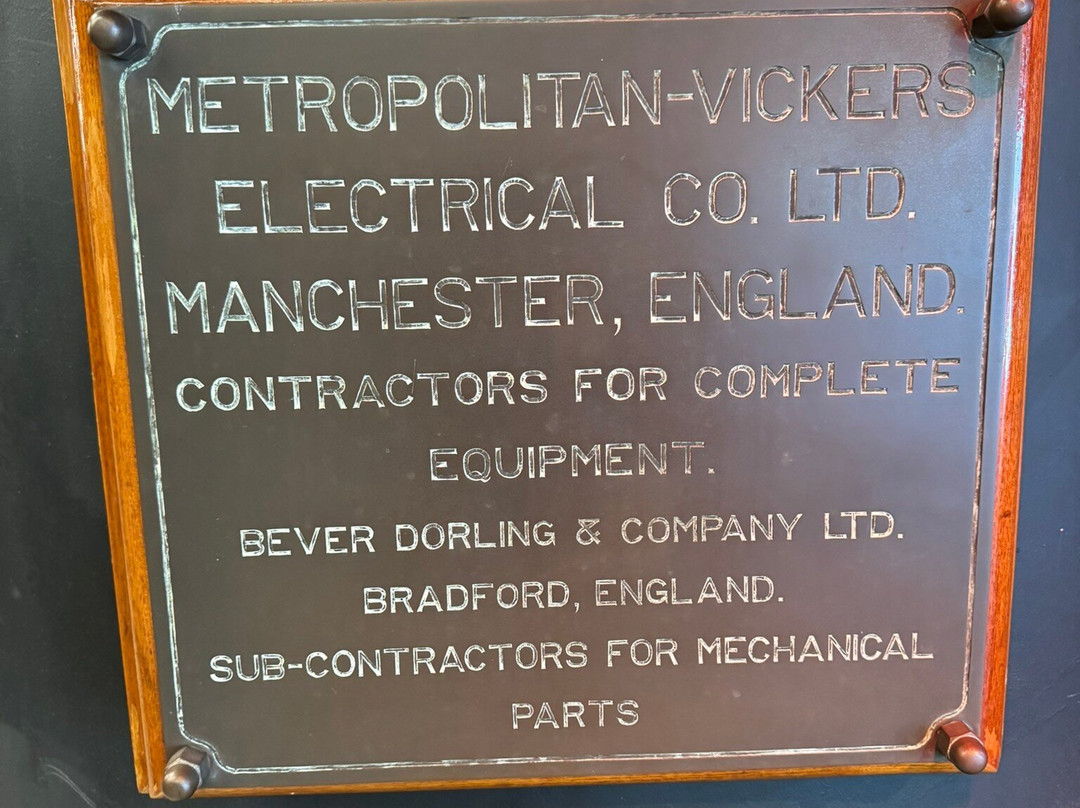 METROPOLITAN-VICKERS
ELECTRICAL CO. LTD.
MANCHESTER, ENGLAND.
CONTRACTORS FOR COMPLETE
EQUIPMENT.
BEVER DORLING & COMPANY LTD.
BRADFORD, ENGLAND.
SUB-CONTRACTORS FOR MECHANICAL
PARTS